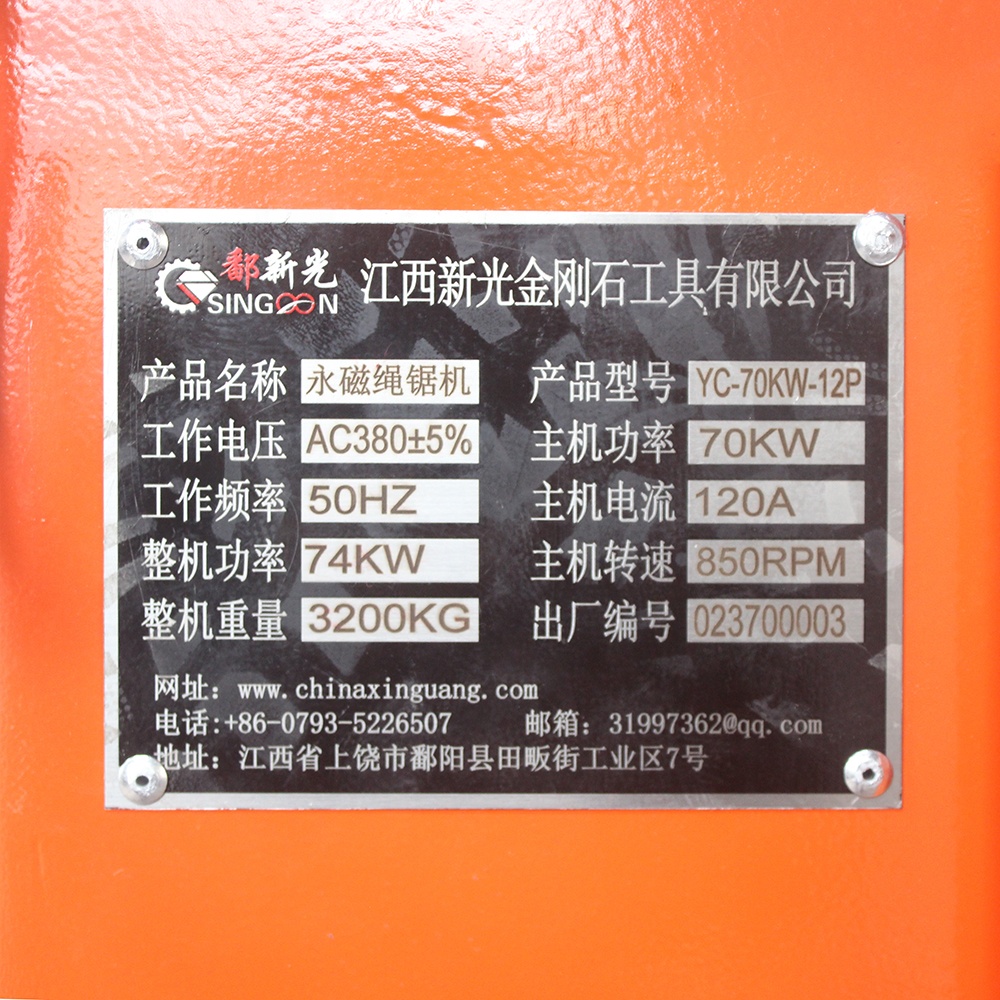 鄱新光
SINGOON
江西新光金刚石工具有限公司
产品名称 永磁绳锯机 产品型号 YC-70KW-12P
工作电压 AC380±5% 主机功率 70KW
工作频率 50HZ 主机电流 120A
整机功率 74KW 主机转速 850RPM
整机重量 3200KG 出厂编号 023700003
网址：www.chinaxinguang.com
电话:+86-0793-5226507 邮箱：31997362@qq.com
地址：江西省上饶市鄱阳县田畈街工业区7号